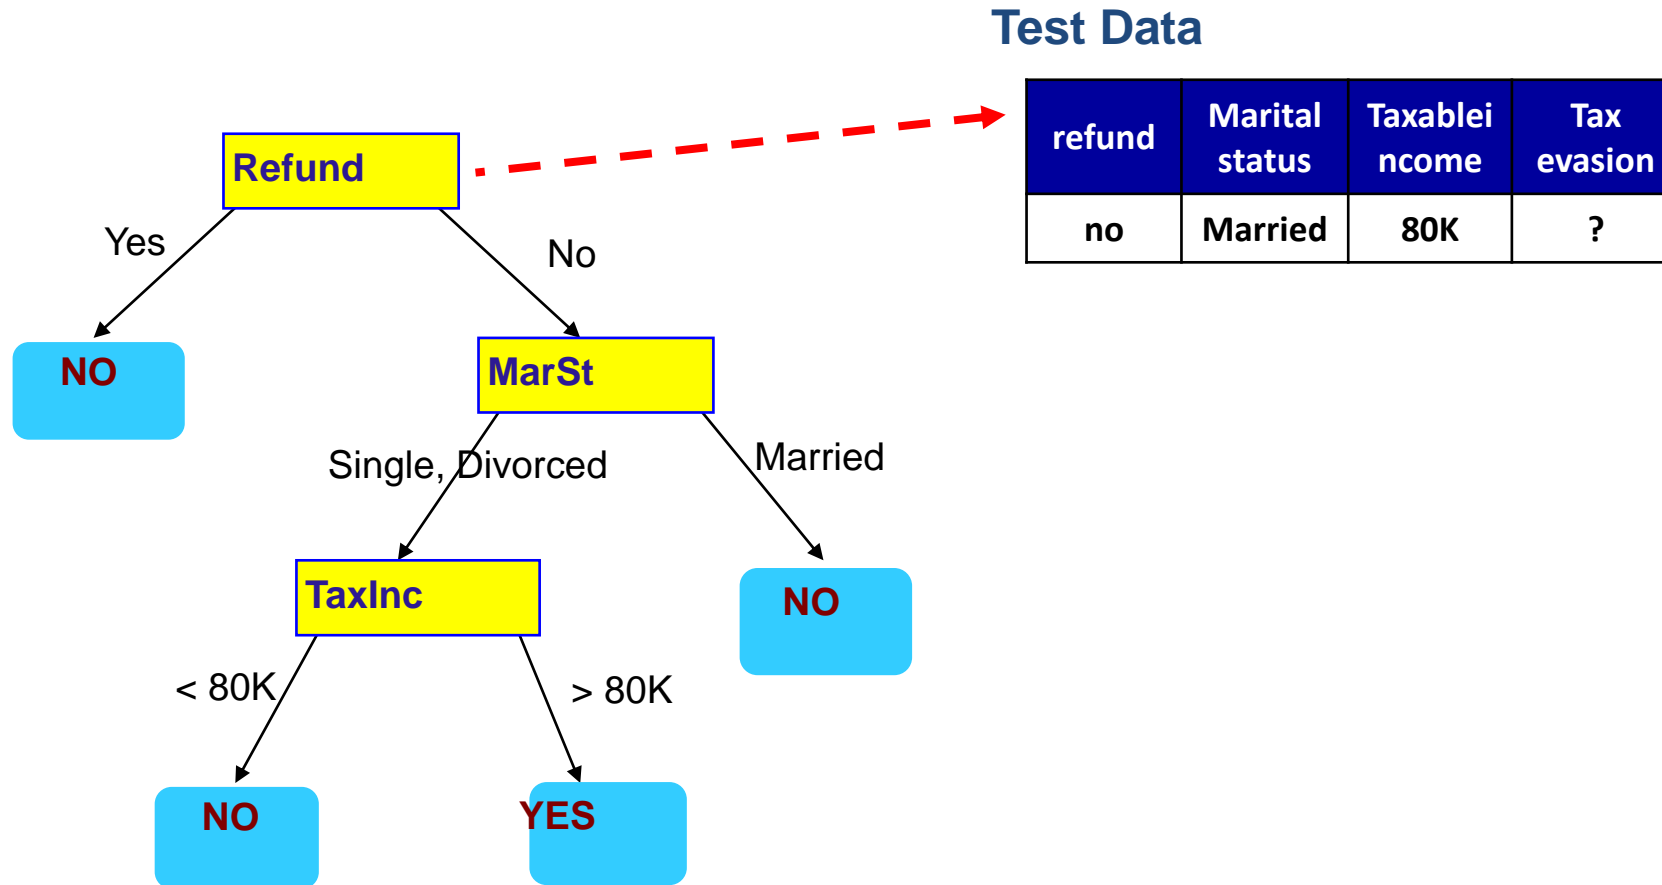 Test Data
refund
Marital
status
Taxablei
ncome
Tax
evasion
no
Married
80K
?
Refund
Yes
No
NO
MarSt
Single, Divorced
Married
TaxInc
NO
< 80K
> 80K
NO
YES